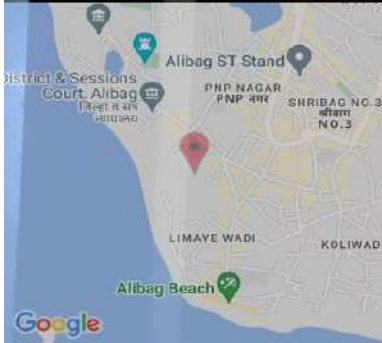 Alibag ST Stand
District & Sessions
Court, Alibag
जिल्हा व सत्र
न्यायालय
PNP NAGAR
PNP नगर
SHRIBAG NO.3
श्रीबाग
NO.3
LIMAYE WADI
KOLIWAD
Alibag Beach
Google